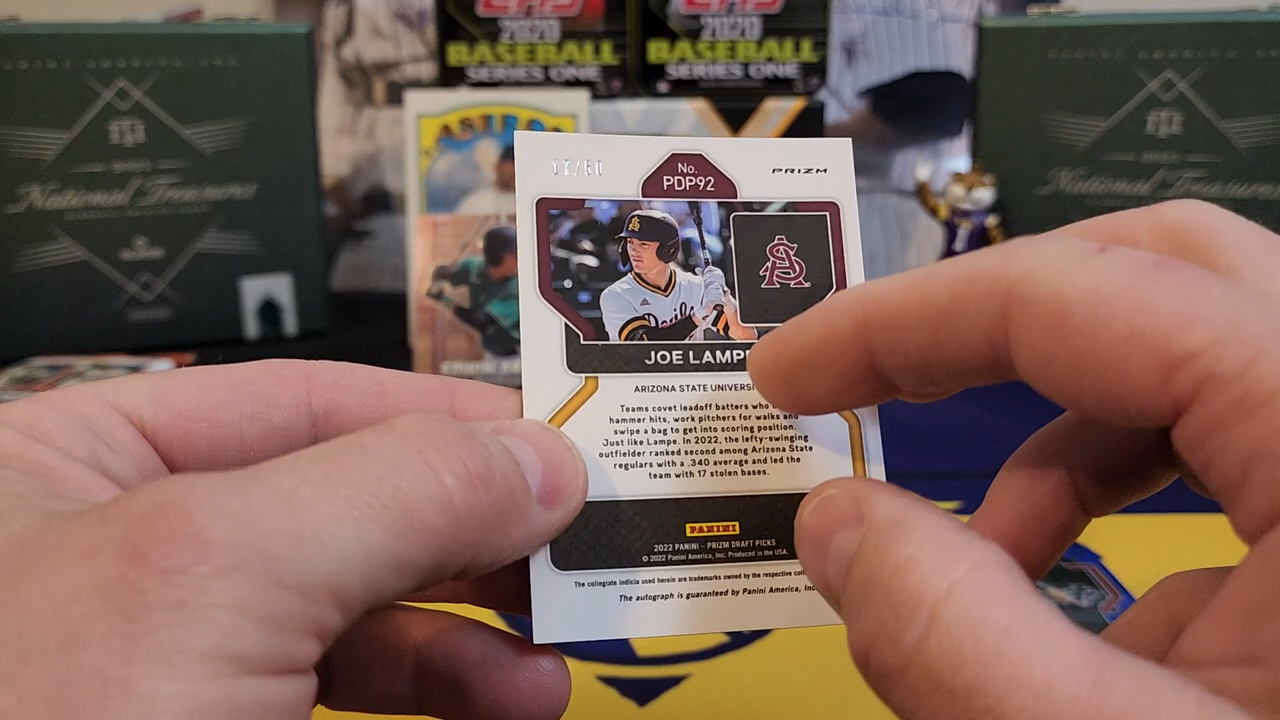 2020
BASEBALL
SERIES ONE
2020
BASEBALL
SERIES ONE
National Treasures
National Treasures
ASTRO
/50
No.
PDP92
PRIZM
Devils
JOE LAMP
ARIZONA STATE UNIVERSI
Teams covet leadoff batters who
hammer hits, work pitchers for walks and
swipe a bag to get into scoring position.
Just like Lampe. In 2022, the lefty-swinging
outfielder ranked second among Arizona State
regulars with a .340 average and led the
team with 17 stolen bases.
PANINI
2022 PANINI – PRIZM DRAFT PICKS
© 2022 Panini America, Inc. Produced in the USA.
The collegiate indicia used herein are trademarks owned by the respective col
The autograph is guaranteed by Panini America, Inc